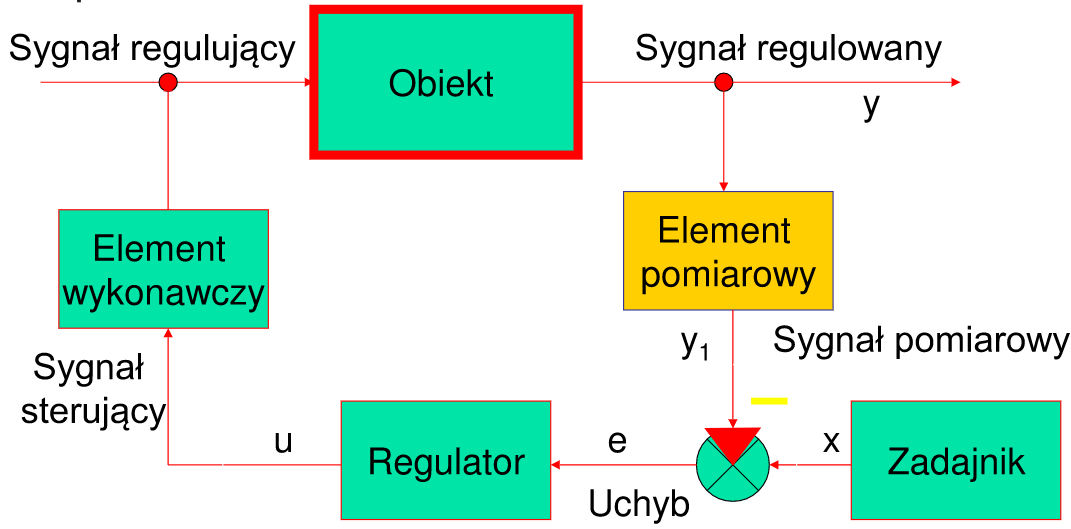 Sygnał regulujący
Obiekt
Sygnał regulowany
y
Element
wykonawczy
Element
pomiarowy
y₁
Sygnał pomiarowy
Sygnał
sterujący
u
Regulator
e
Uchyb
x
Zadajnik